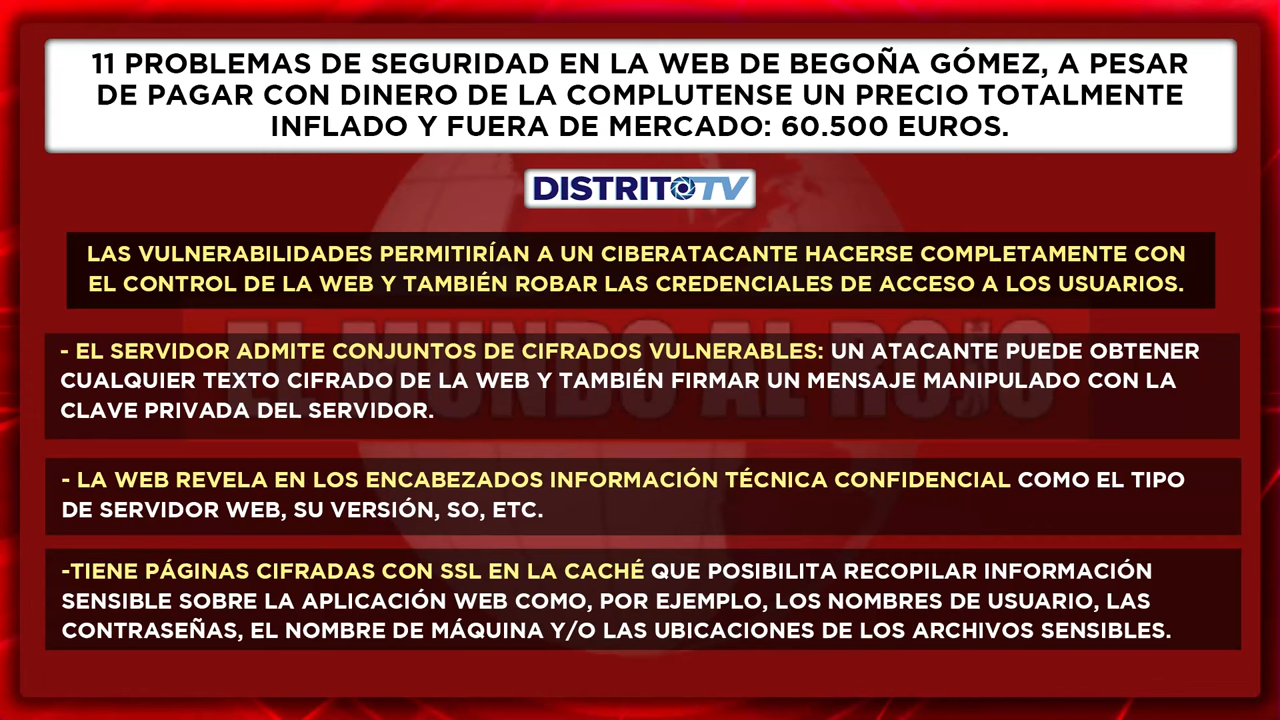 11 PROBLEMAS DE SEGURIDAD EN LA WEB DE BEGOÑA GÓMEZ, A PESAR
DE PAGAR CON DINERO DE LA COMPLUTENSE UN PRECIO TOTALMENTE
INFLADO Y FUERA DE MERCADO: 60.500 EUROS.
DISTRITO TV
LAS VULNERABILIDADES PERMITIRÍAN A UN CIBERATACANTE HACERSE COMPLETAMENTE CON
EL CONTROL DE LA WEB Y TAMBIÉN ROBAR LAS CREDENCIALES DE ACCESO A LOS USUARIOS.
EL MUNDO AL ROJO
- EL SERVIDOR ADMITE CONJUNTOS DE CIFRADOS VULNERABLES: UN ATACANTE PUEDE OBTENER
CUALQUIER TEXTO CIFRADO DE LA WEB Y TAMBIÉN FIRMAR UN MENSAJE MANIPULADO CON LA
CLAVE PRIVADA DEL SERVIDOR.
- LA WEB REVELA EN LOS ENCABEZADOS INFORMACIÓN TÉCNICA CONFIDENCIAL COMO EL TIPO
DE SERVIDOR WEB, SU VERSIÓN, SO, ETC.
-TIENE PÁGINAS CIFRADAS CON SSL EN LA CACHÉ QUE POSIBILITA RECOPILAR INFORMACIÓN
SENSIBLE SOBRE LA APLICACIÓN WEB COMO, POR EJEMPLO, LOS NOMBRES DE USUARIO, LAS
CONTRASEÑAS, EL NOMBRE DE MÁQUINA Y/O LAS UBICACIONES DE LOS ARCHIVOS SENSIBLES.